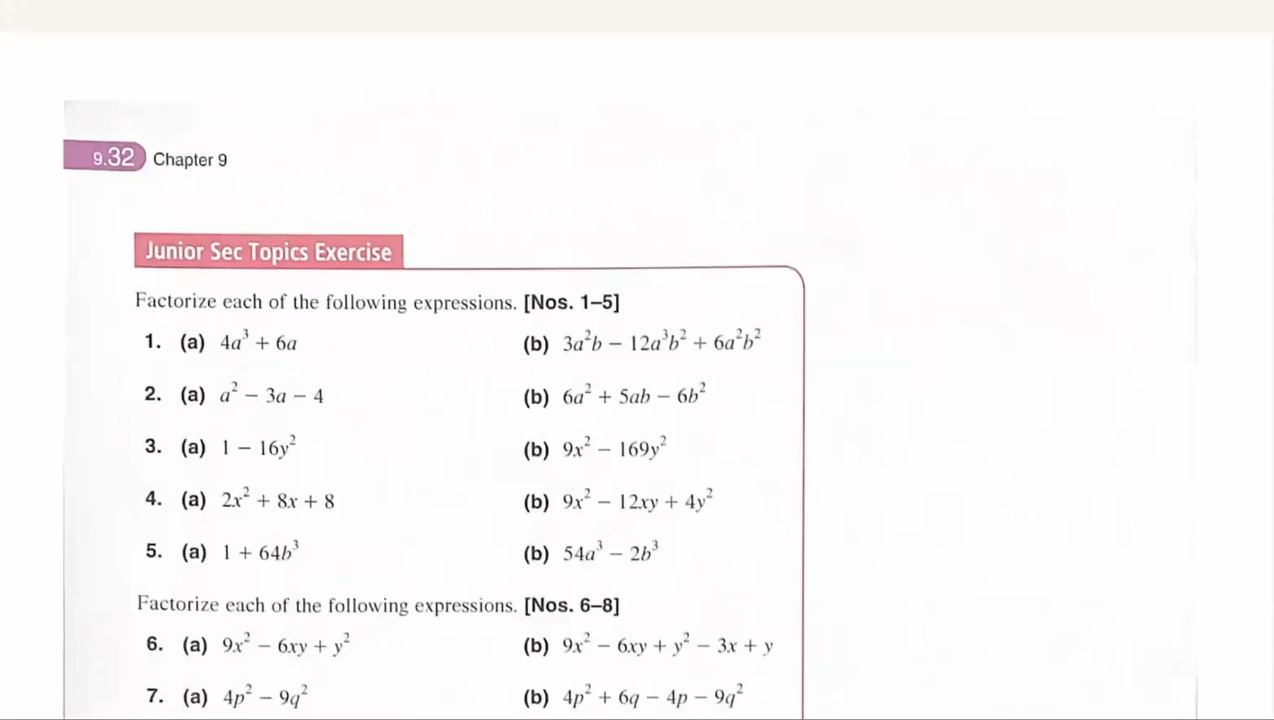 9.32 Chapter 9
Junior Sec Topics Exercise
Factorize each of the following expressions. [Nos. 1–5]
1. (a) 4a³ + 6a (b) 3a²b − 12a³b² + 6a²b²
2. (a) a² − 3a − 4 (b) 6a² + 5ab − 6b²
3. (a) 1 − 16y² (b) 9x² − 169y²
4. (a) 2x² + 8x + 8 (b) 9x² − 12xy + 4y²
5. (a) 1 + 64b³ (b) 54a³ − 2b³
Factorize each of the following expressions. [Nos. 6–8]
6. (a) 9x² − 6xy + y² (b) 9x² − 6xy + y² − 3x + y
7. (a) 4p² − 9q² (b) 4p² + 6q − 4p − 9q²